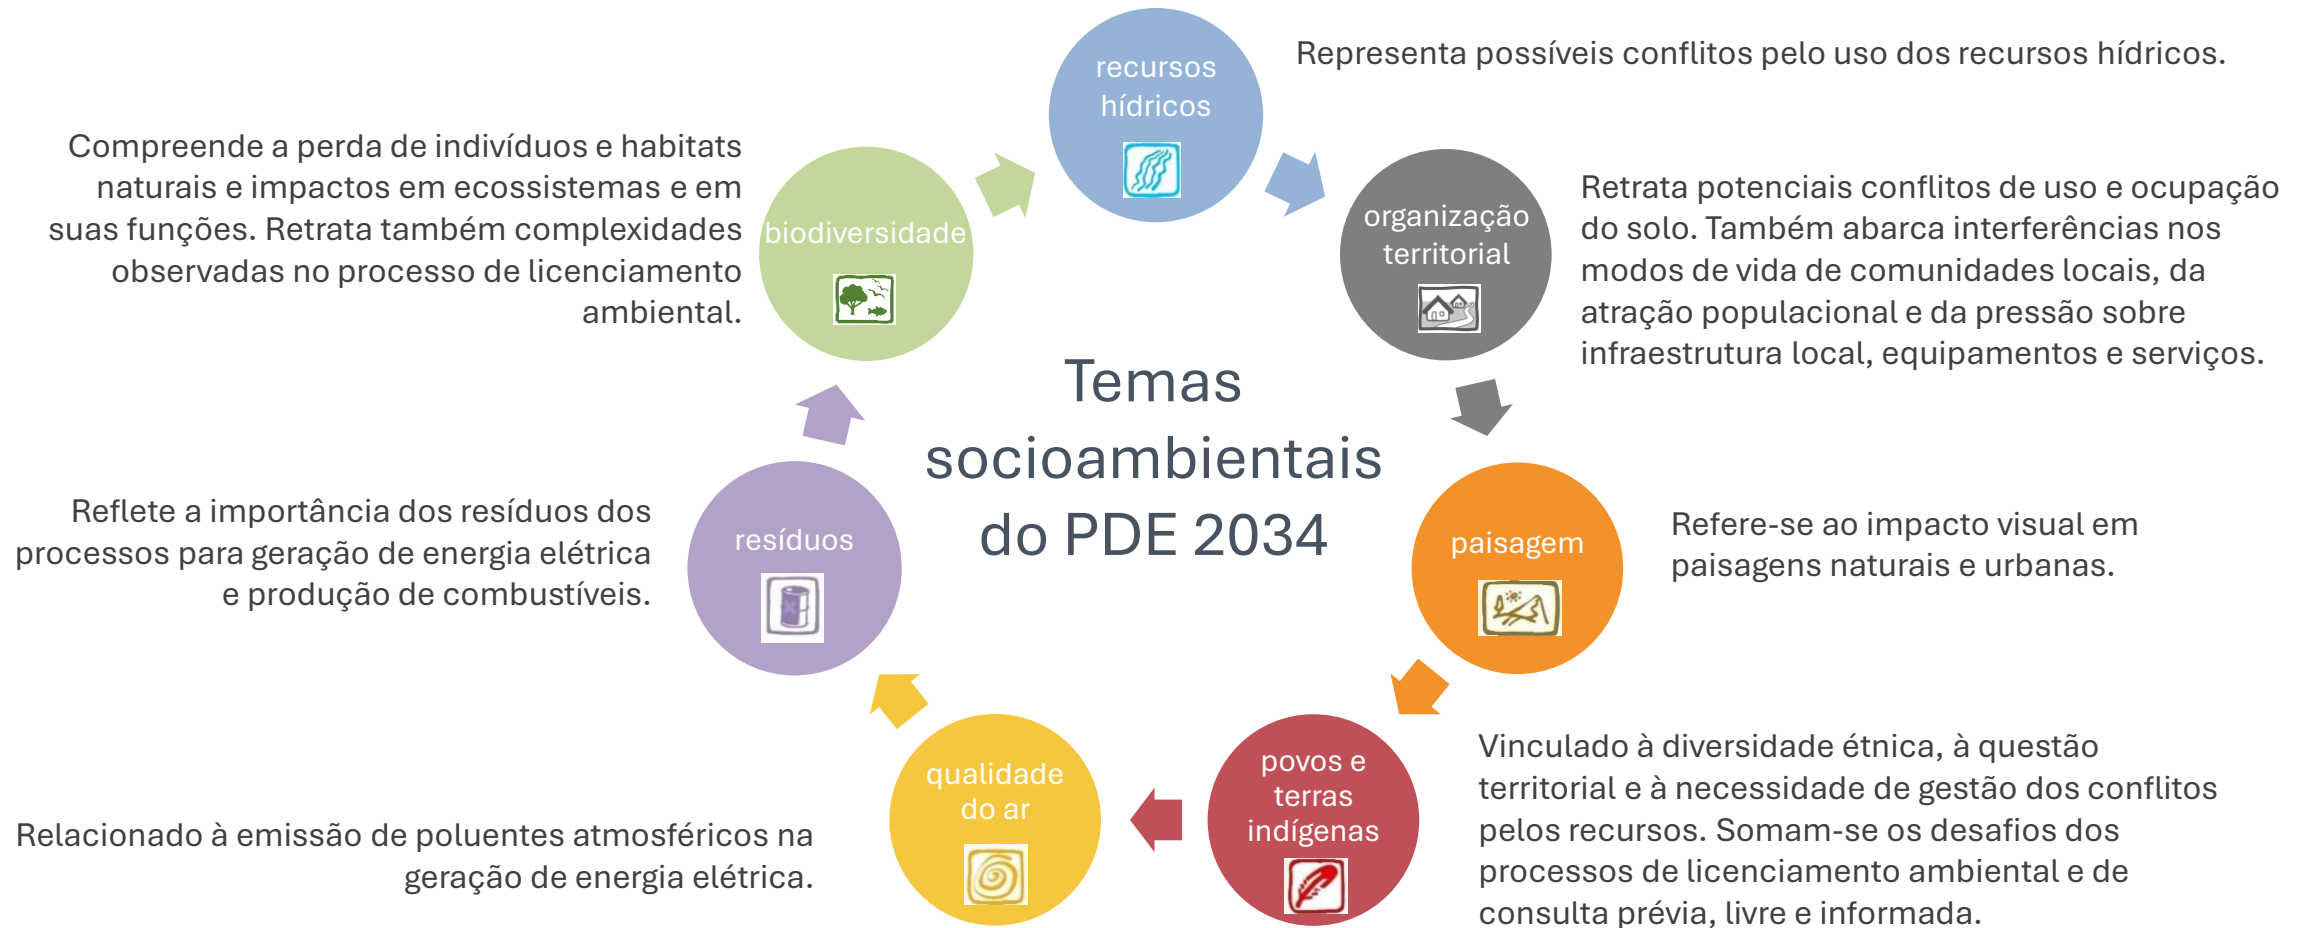 recursos
hídricos
Representa possíveis conflitos pelo uso dos recursos hídricos.
organização
territorial
Retrata potenciais conflitos de uso e ocupação
do solo. Também abarca interferências nos
modos de vida de comunidades locais, da
atração populacional e da pressão sobre
infraestrutura local, equipamentos e serviços.
paisagem
Refere-se ao impacto visual em
paisagens naturais e urbanas.
povos e
terras
indígenas
Vinculado à diversidade étnica, à questão
territorial e à necessidade de gestão dos conflitos
pelos recursos. Somam-se os desafios dos
processos de licenciamento ambiental e de
consulta prévia, livre e informada.
qualidade
do ar
Relacionado à emissão de poluentes atmosféricos na
geração de energia elétrica.
resíduos
Reflete a importância dos resíduos dos
processos para geração de energia elétrica
e produção de combustíveis.
biodiversidade
Compreende a perda de indivíduos e habitats
naturais e impactos em ecossistemas e em
suas funções. Retrata também complexidades
observadas no processo de licenciamento
ambiental.
Temas
socioambientais
do PDE 2034